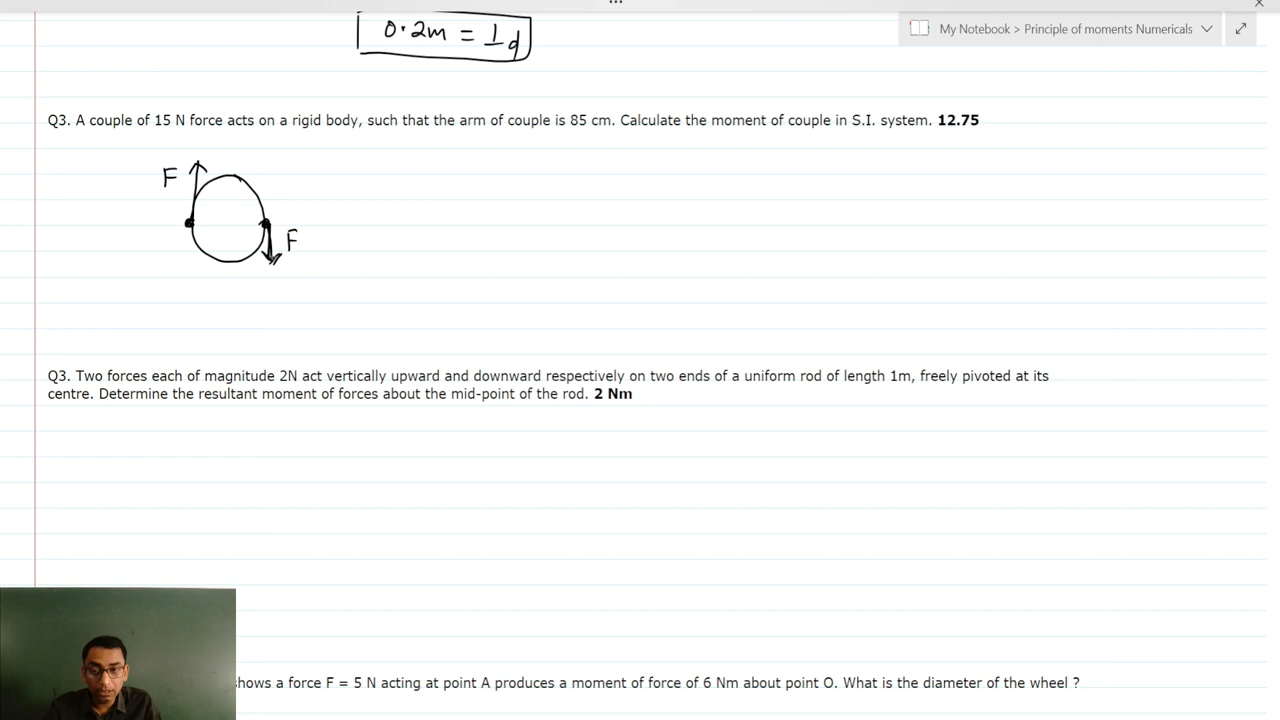 ...
0.2m = ⊥d
My Notebook > Principle of moments Numericals
Q3. A couple of 15 N force acts on a rigid body, such that the arm of couple is 85 cm. Calculate the moment of couple in S.I. system. 12.75
F
F
Q3. Two forces each of magnitude 2N act vertically upward and downward respectively on two ends of a uniform rod of length 1m, freely pivoted at its
centre. Determine the resultant moment of forces about the mid-point of the rod. 2 Nm
hows a force F = 5 N acting at point A produces a moment of force of 6 Nm about point O. What is the diameter of the wheel ?